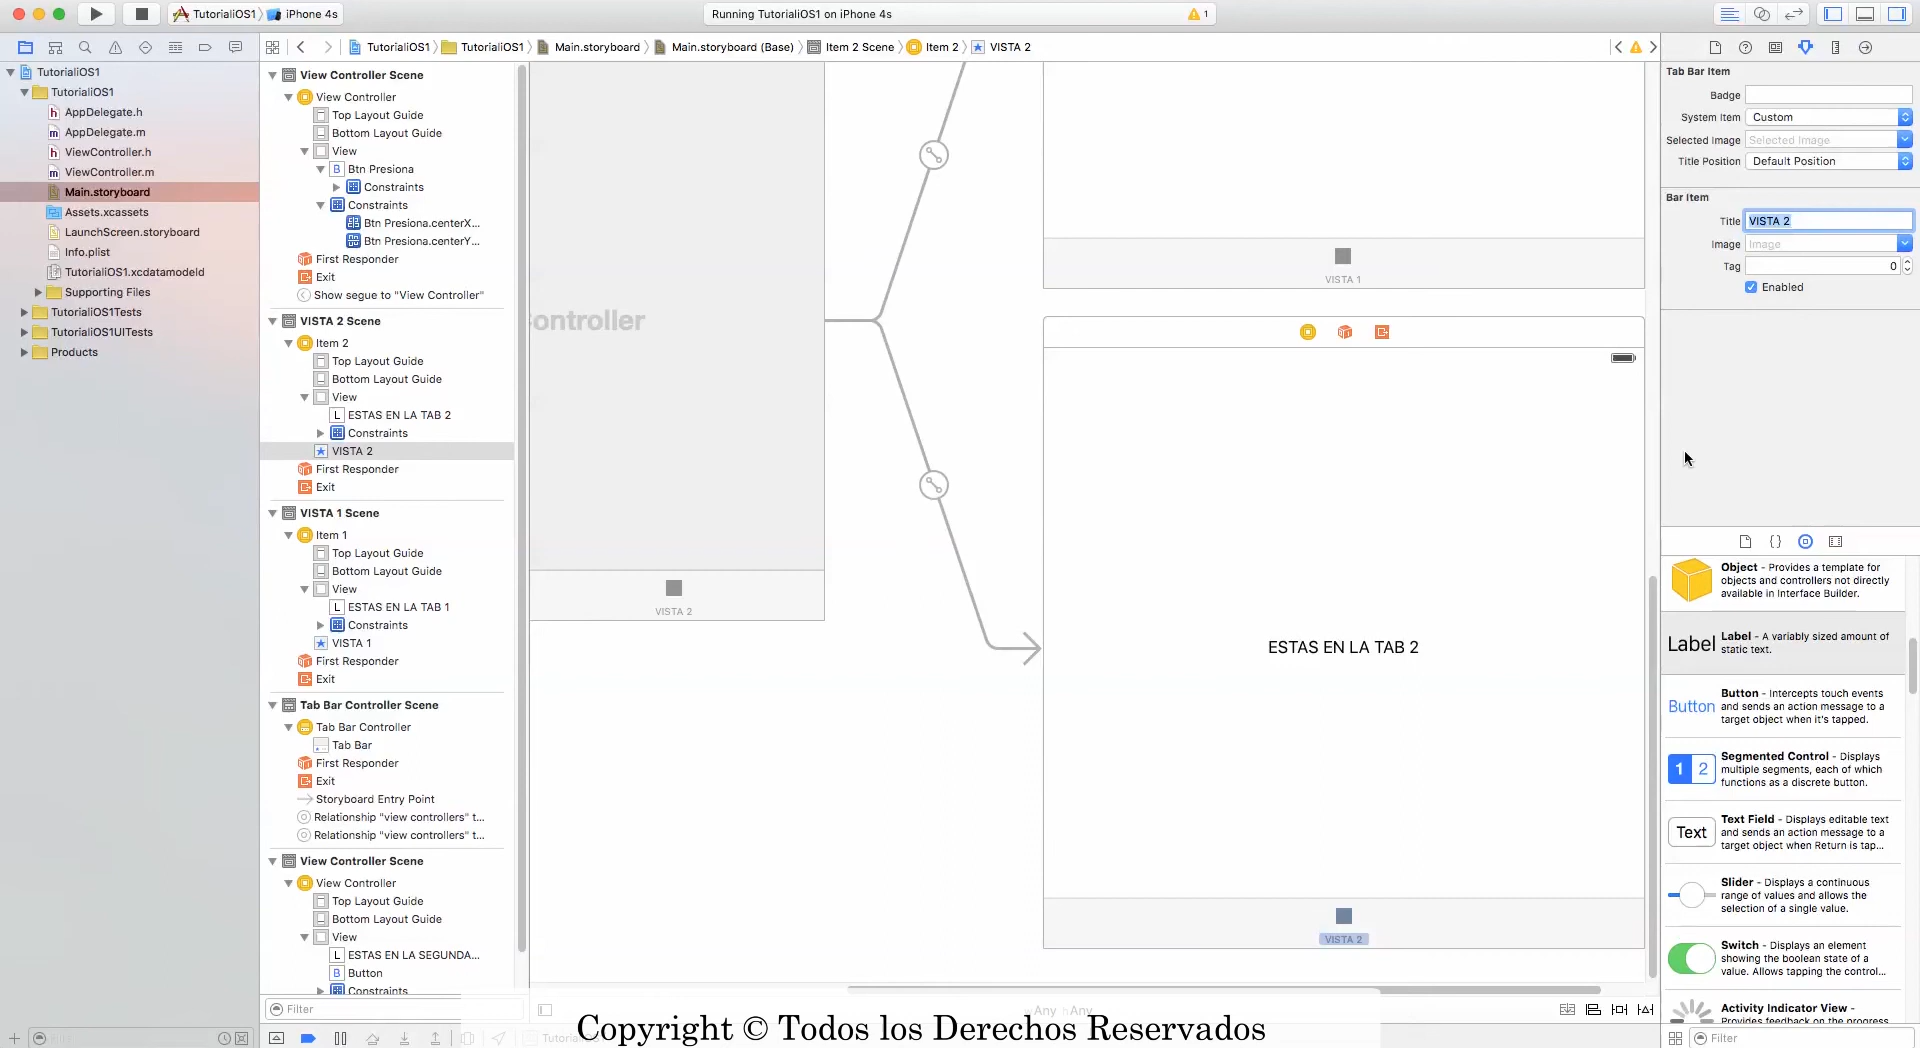 TutorialiOS1 iPhone 4s
Running TutorialiOS1 on iPhone 4s
1
TutorialiOS1 TutorialiOS1 Main.storyboard Main.storyboard (Base) Item 2 Scene Item 2 VISTA 2
TutorialiOS1
TutorialiOS1
AppDelegate.h
AppDelegate.m
ViewController.h
ViewController.m
Main.storyboard
Assets.xcassets
LaunchScreen.storyboard
Info.plist
TutorialiOS1.xcdatamodeld
Supporting Files
TutorialiOS1Tests
TutorialiOS1UITests
Products
View Controller Scene
View Controller
Top Layout Guide
Bottom Layout Guide
View
B Btn Presiona
Constraints
Constraints
Btn Presiona.centerX...
Btn Presiona.centerY...
First Responder
Exit
Show segue to "View Controller"
VISTA 2 Scene
Item 2
Top Layout Guide
Bottom Layout Guide
View
L ESTAS EN LA TAB 2
Constraints
VISTA 2
First Responder
Exit
VISTA 1 Scene
Item 1
Top Layout Guide
Bottom Layout Guide
View
L ESTAS EN LA TAB 1
Constraints
VISTA 1
First Responder
Exit
Tab Bar Controller Scene
Tab Bar Controller
Tab Bar
First Responder
Exit
Storyboard Entry Point
Relationship "view controllers" t...
Relationship "view controllers" t...
View Controller Scene
View Controller
Top Layout Guide
Bottom Layout Guide
View
L ESTAS EN LA SEGUNDA...
B Button
Constraints
Filter
ontroller
VISTA 2
VISTA 1
ESTAS EN LA TAB 2
VISTA 2
Any hAny
Copyright © Todos los Derechos Reservados
Tab Bar Item
Badge
System Item Custom
Selected Image Selected Image
Title Position Default Position
Bar Item
Title VISTA 2
Image Image
Tag 0
Enabled
{}
Object - Provides a template for
objects and controllers not directly
available in Interface Builder.
Label Label - A variably sized amount of
static text.
Button Button - Intercepts touch events
and sends an action message to a
target object when it's tapped.
1 2 Segmented Control - Displays
multiple segments, each of which
functions as a discrete button.
Text Text Field - Displays editable text
and sends an action message to a
target object when Return is tap...
Slider - Displays a continuous
range of values and allows the
selection of a single value.
Switch - Displays an element
showing the boolean state of a
value. Allows tapping the control...
Activity Indicator View -
Provides feedback on the progress
Filter